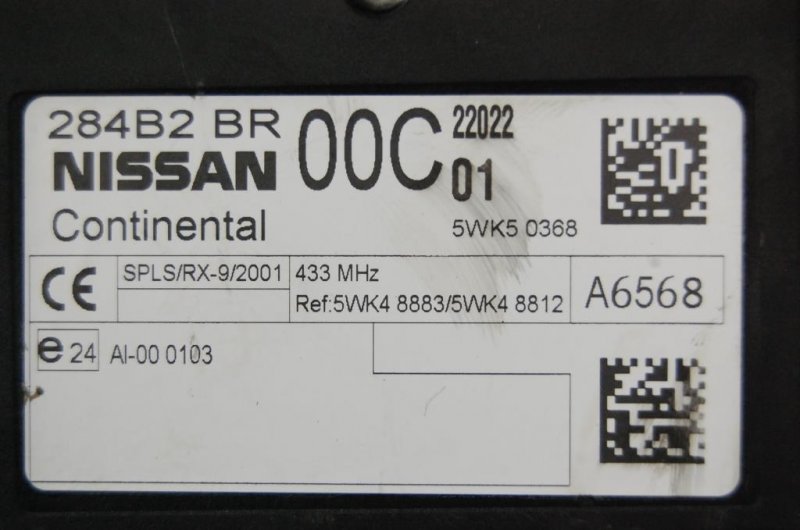 284B2 BR 00C 22022
NISSAN 01
Continental 5WK5 0368
CE SPLS/RX-9/2001 433 MHz A6568
Ref:5WK4 8883/5WK4 8812
e 24 AI-00 0103